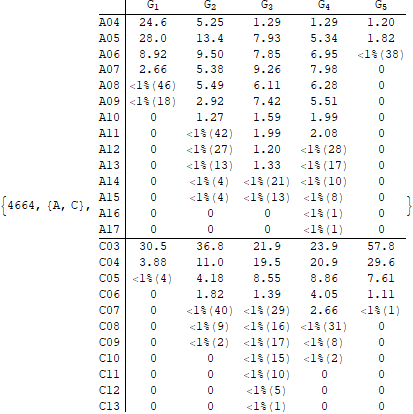 G1 G2 G3 G4 G5
A04 24.6 5.25 1.29 1.29 1.20
A05 28.0 13.4 7.93 5.34 1.82
A06 8.92 9.50 7.85 6.95 <1%(38)
A07 2.66 5.38 9.26 7.98 0
A08 <1%(46) 5.49 6.11 6.28 0
A09 <1%(18) 2.92 7.42 5.51 0
A10 0 1.27 1.59 1.99 0
A11 0 <1%(42) 1.99 2.08 0
A12 0 <1%(27) 1.20 <1%(28) 0
A13 0 <1%(13) 1.33 <1%(17) 0
A14 0 <1%(4) <1%(21) <1%(10) 0
{4664, {A, C}, A15 0 <1%(4) <1%(13) <1%(8) 0 }
A16 0 0 0 <1%(1) 0
A17 0 0 0 <1%(1) 0
C03 30.5 36.8 21.9 23.9 57.8
C04 3.88 11.0 19.5 20.9 29.6
C05 <1%(4) 4.18 8.55 8.86 7.61
C06 0 1.82 1.39 4.05 1.11
C07 0 <1%(40) <1%(29) 2.66 <1%(1)
C08 0 <1%(9) <1%(16) <1%(31) 0
C09 0 <1%(2) <1%(17) <1%(8) 0
C10 0 0 <1%(15) <1%(2) 0
C11 0 0 <1%(10) 0 0
C12 0 0 <1%(5) 0 0
C13 0 0 <1%(1) 0 0